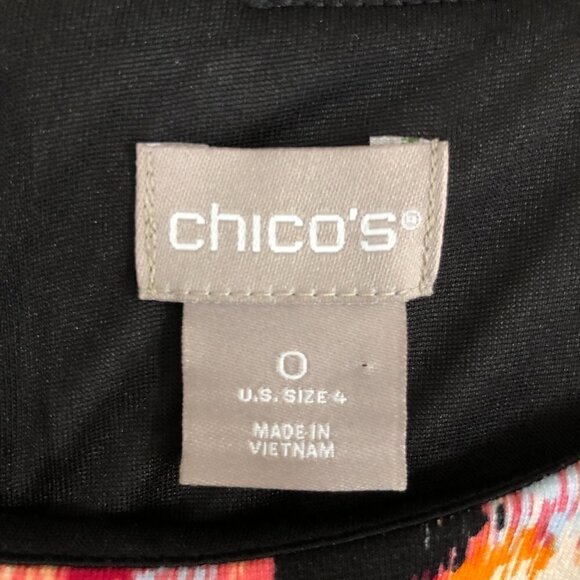 chico's®
0
U.S. SIZE 4
MADE IN
VIETNAM